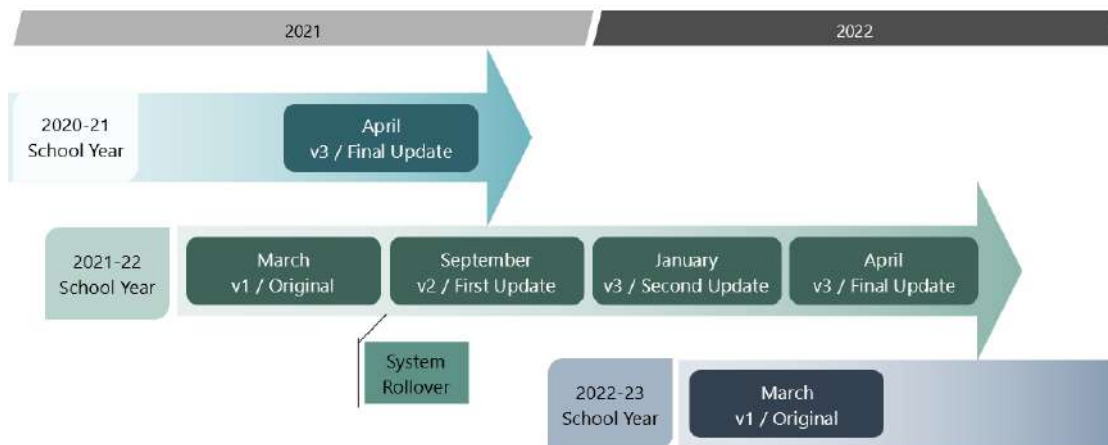 2021
2022
2020-21
School Year
April
v3 / Final Update
2021-22
School Year
March
v1 / Original
September
v2 / First Update
January
v3 / Second Update
April
v3 / Final Update
System
Rollover
2022-23
School Year
March
v1 / Original